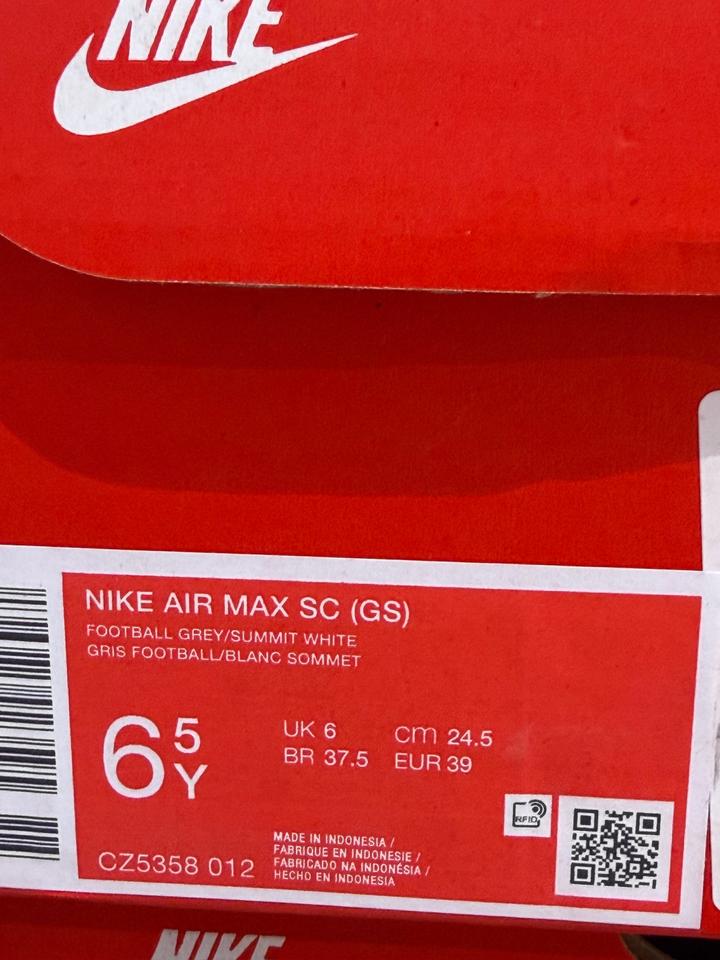 NIKE
NIKE AIR MAX SC (GS)
FOOTBALL GREY/SUMMIT WHITE
GRIS FOOTBALL/BLANC SOMMET
6 5 Y
UK 6 cm 24.5
BR 37.5 EUR 39
RFID
MADE IN INDONESIA /
FABRIQUE EN INDONESIE /
FABRICADO NA INDONÉSIA /
HECHO EN INDONESIA
CZ5358 012
NIKE